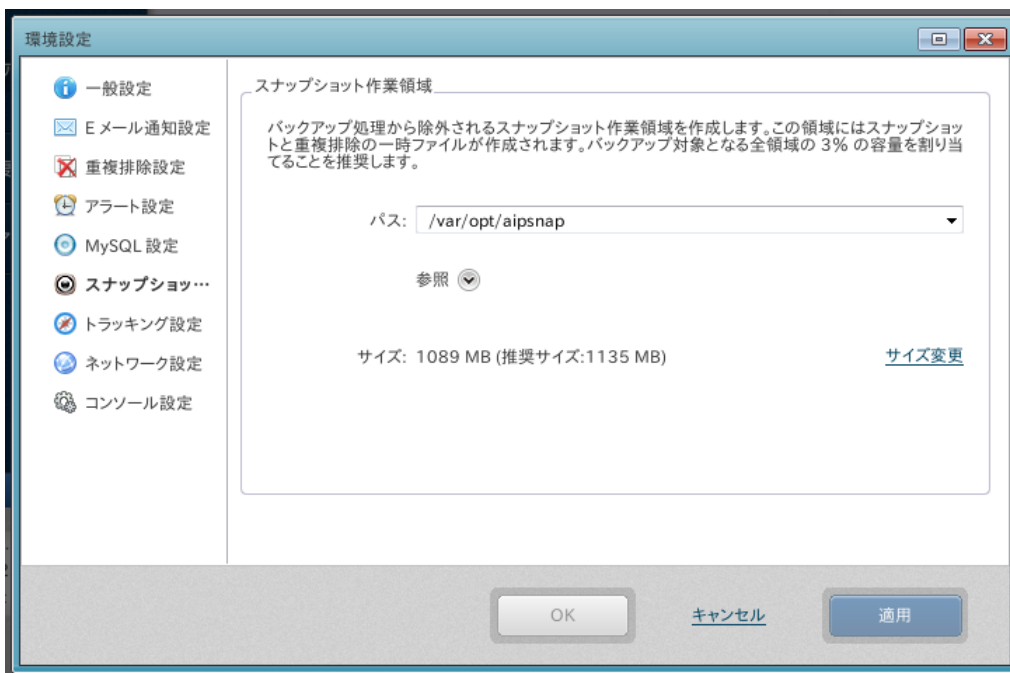 環境設定
一般設定
Eメール通知設定
重複排除設定
アラート設定
MySQL 設定
スナップショッ…
トラッキング設定
ネットワーク設定
コンソール設定
スナップショット作業領域
バックアップ処理から除外されるスナップショット作業領域を作成します。この領域にはスナップショッ
トと重複排除の一時ファイルが作成されます。バックアップ対象となる全領域の 3% の容量を割り当
てることを推奨します。
パス: /var/opt/aipsnap
参照
サイズ: 1089 MB (推奨サイズ:1135 MB) サイズ変更
OK キャンセル 適用